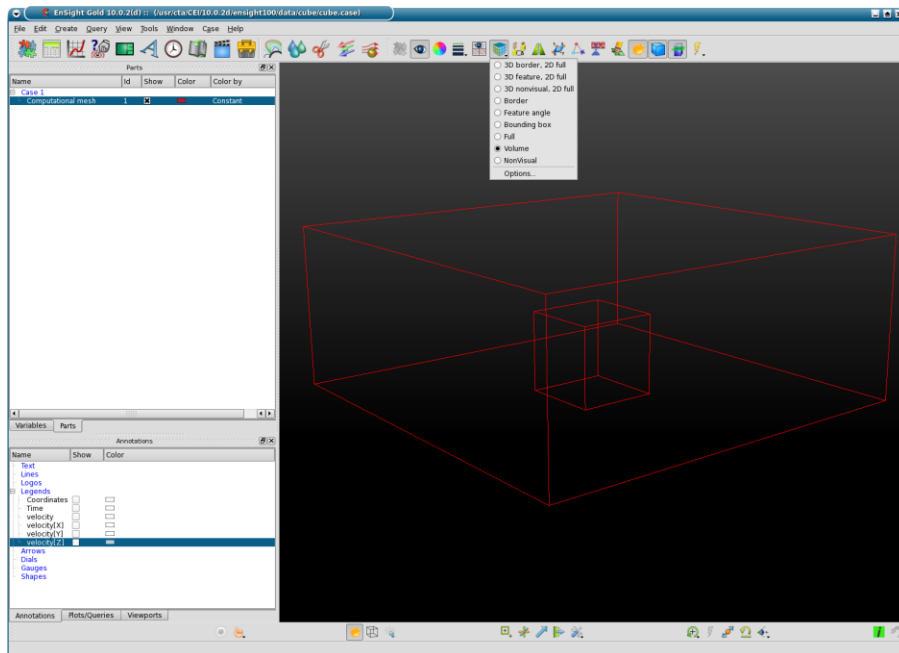 EnSight Gold 10.0.2(d) :: (/usr/cta/CEI/10.0.2d/ensight100/data/cube/cube.case)
File Edit Create Query View Tools Window Case Help
Parts
Name Id Show Color Color by
Case 1
Computational mesh 1 Constant
3D border, 2D full
3D feature, 2D full
3D nonvisual, 2D full
Border
Feature angle
Bounding box
Full
Volume
NonVisual
Options...
Variables Parts
Annotations
Name Show Color
Text
Lines
Logos
Legends
Coordinates
Time
velocity
velocity[X]
velocity[Y]
velocity[Z]
Arrows
Dials
Gauges
Shapes
Annotations Plots/Queries Viewports